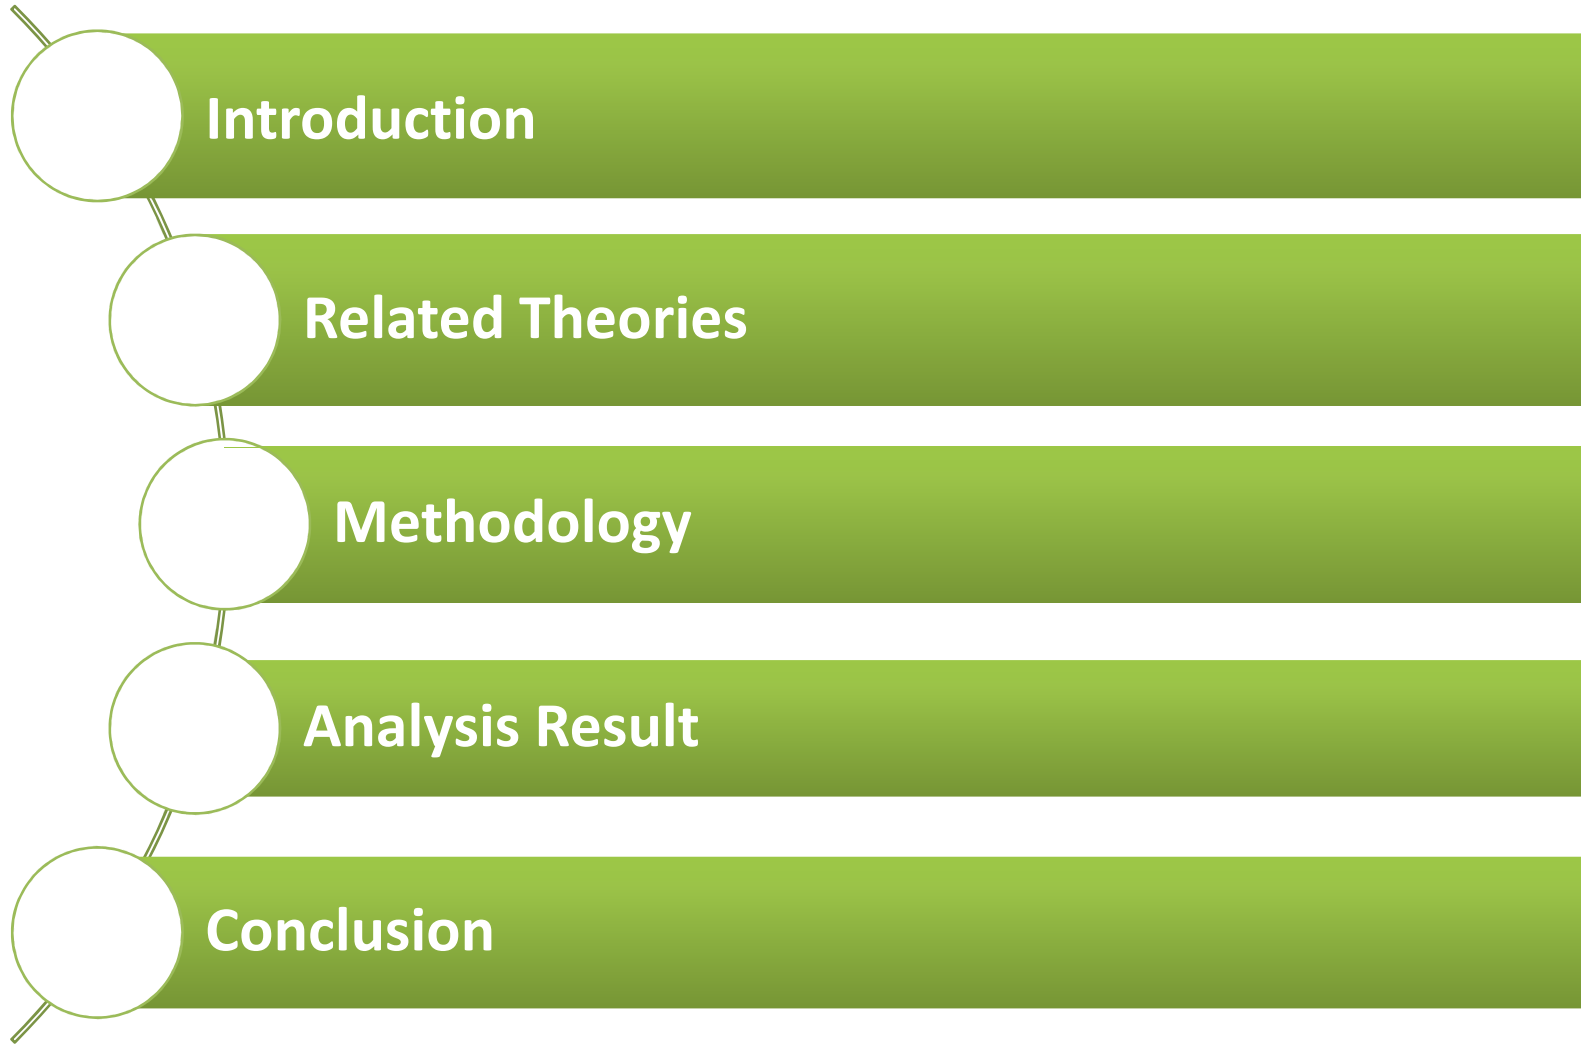 Introduction
Related Theories
Methodology
Analysis Result
Conclusion